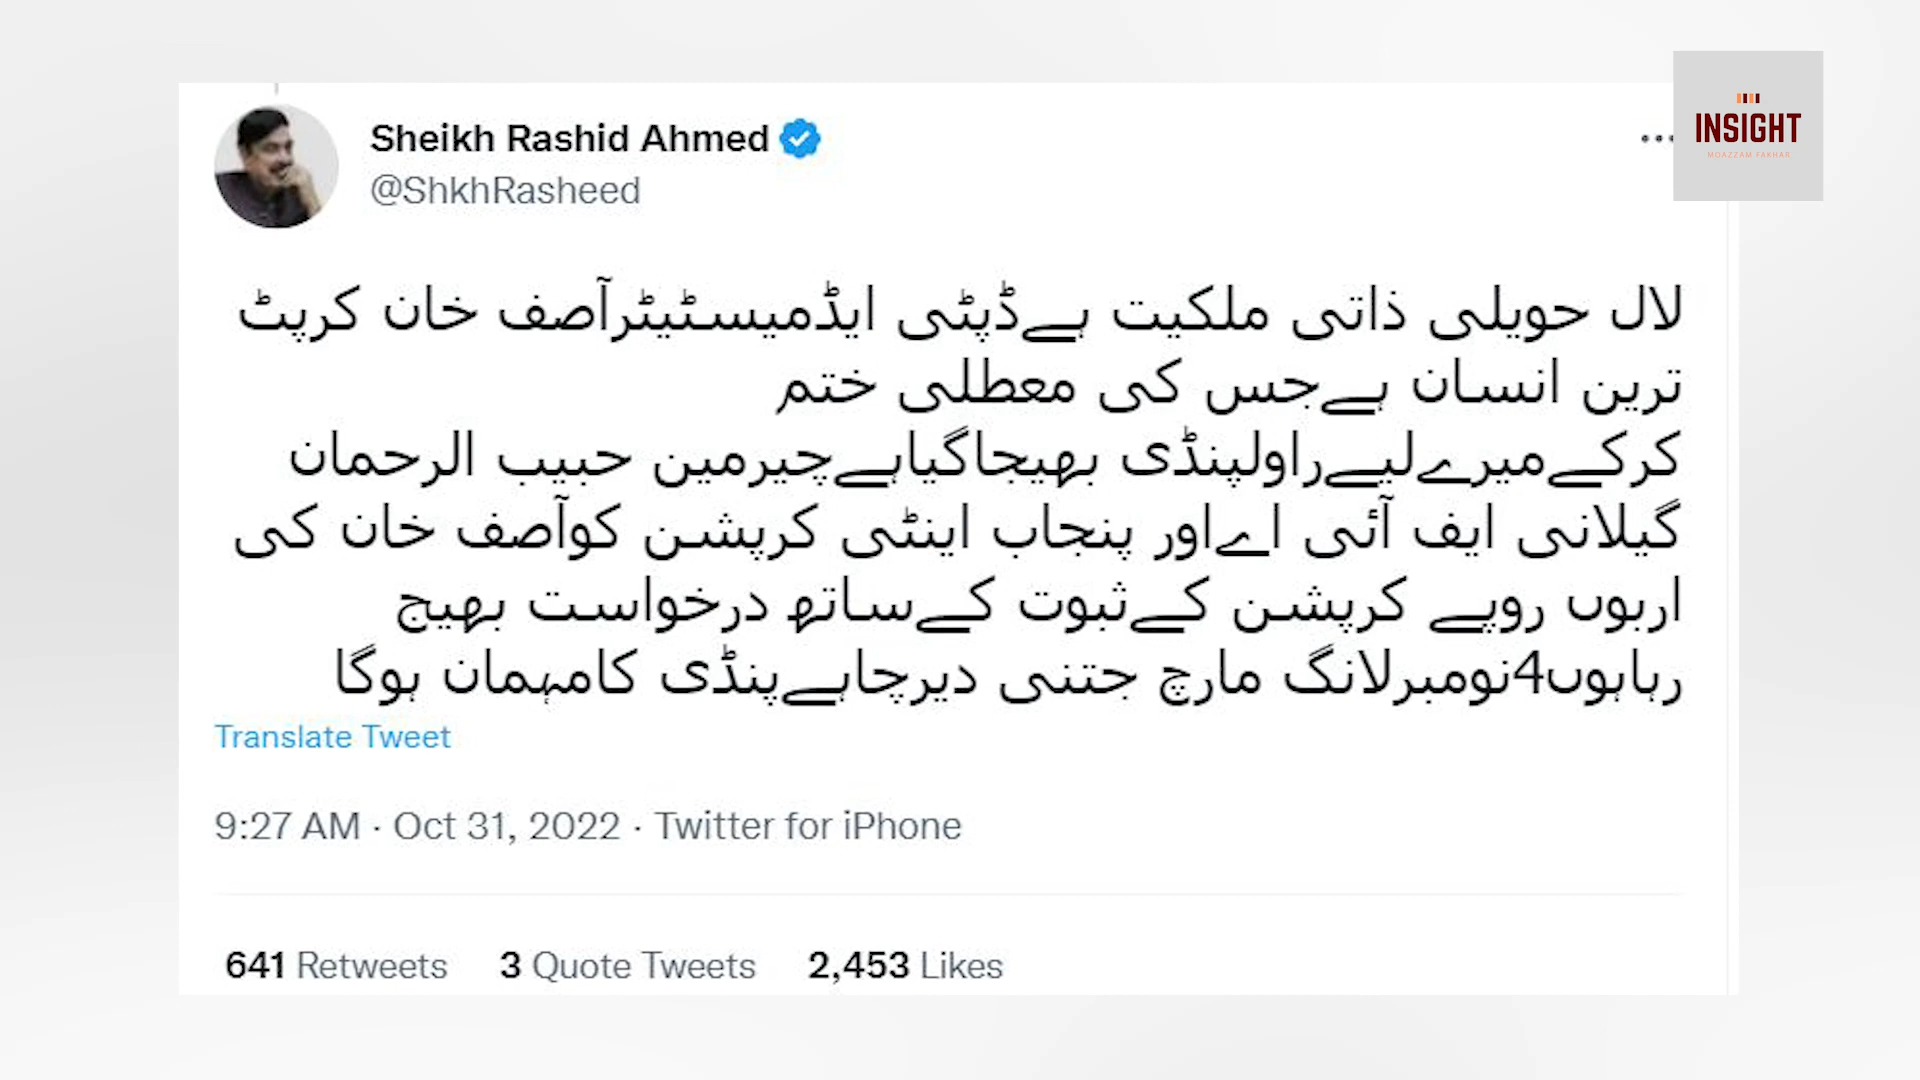 Sheikh Rashid Ahmed
@ShkhRasheed
INSIGHT
MOAZZAM FAKHAR
لال حویلی ذاتی ملکیت ہےڈپٹی ایڈمیسٹیٹرآصف خان کرپٹ
ترین انسان ہےجس کی معطلی ختم
کرکےمیرےلیےراولپنڈی بھیجاگیاہےچیرمین حبیب الرحمان
گیلانی ایف آئی اےاور پنجاب اینٹی کرپشن کوآصف خان کی
اربوں روپے کرپشن کےثبوت کےساتھ درخواست بھیج
رہاہوں4نومبرلانگ مارچ جتنی دیرچاہےپنڈی کامہمان ہوگا
Translate Tweet
9:27 AM · Oct 31, 2022 · Twitter for iPhone
641 Retweets 3 Quote Tweets 2,453 Likes